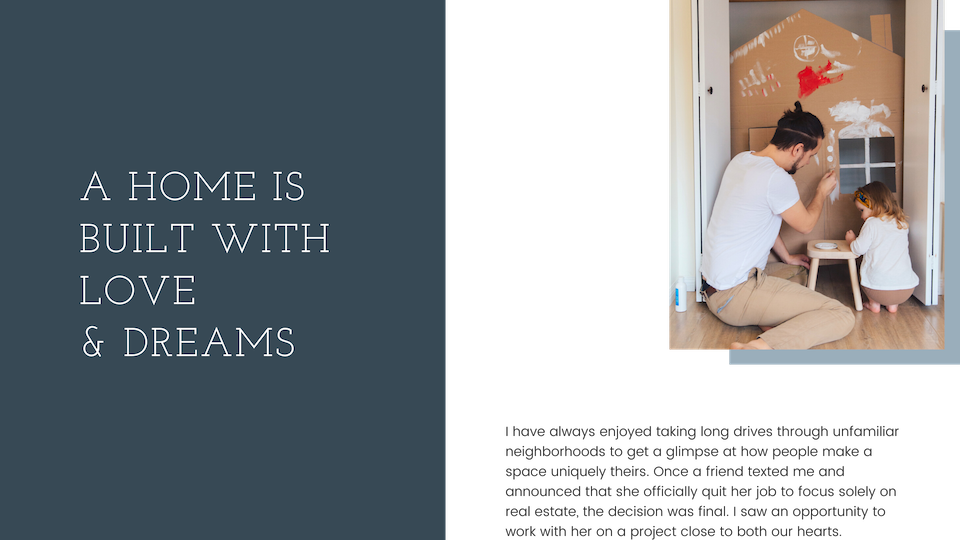 A HOME IS
BUILT WITH
LOVE
& DREAMS
I have always enjoyed taking long drives through unfamiliar
neighborhoods to get a glimpse at how people make a
space uniquely theirs. Once a friend texted me and
announced that she officially quit her job to focus solely on
real estate, the decision was final. I saw an opportunity to
work with her on a project close to both our hearts.